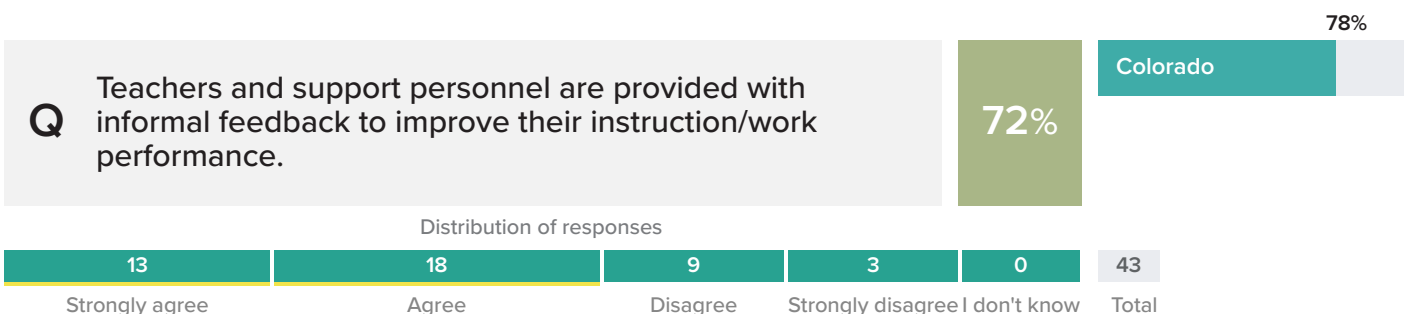 78%
Colorado
Q
Teachers and support personnel are provided with
informal feedback to improve their instruction/work
performance.
72%
Distribution of responses
13 18 9 3 0 43
Strongly agree Agree Disagree Strongly disagree I don't know Total